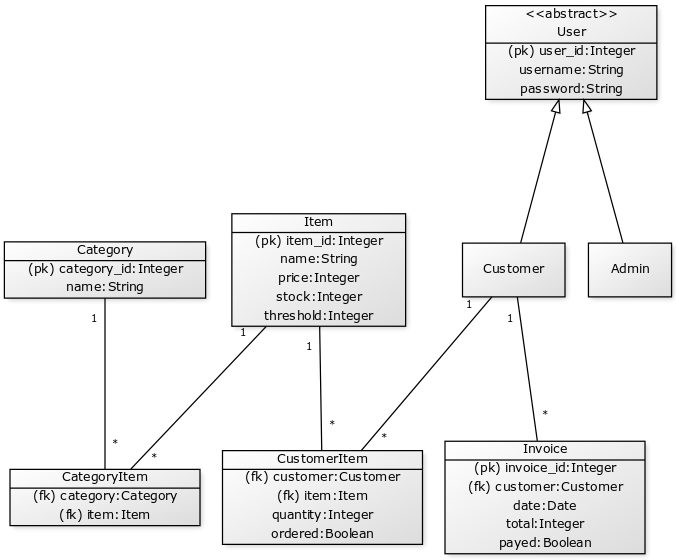 <<abstract>>
User
(pk) user_id:Integer
username:String
password:String
Item
(pk) item_id:Integer
name:String
price:Integer
stock:Integer
threshold:Integer
Category
(pk) category_id:Integer
name:String
Customer
Admin
1
1
1
1
1
*
*
*
*
*
CategoryItem
(fk) category:Category
(fk) item:Item
CustomerItem
(fk) customer:Customer
(fk) item:Item
quantity:Integer
ordered:Boolean
Invoice
(pk) invoice_id:Integer
(fk) customer:Customer
date:Date
total:Integer
payed:Boolean